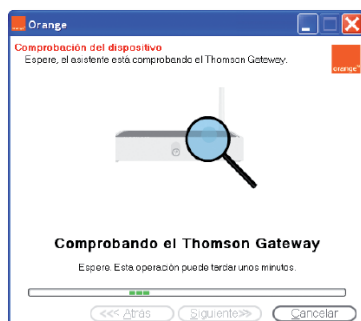 Orange
Comprobación del dispositivo
Espere, el asistente está comprobando el Thomson Gateway.
orange™
Comprobando el Thomson Gateway
Espere. Esta operación puede tardar unos minutos.
<<< Atrás
Siguiente>>>
Cancelar